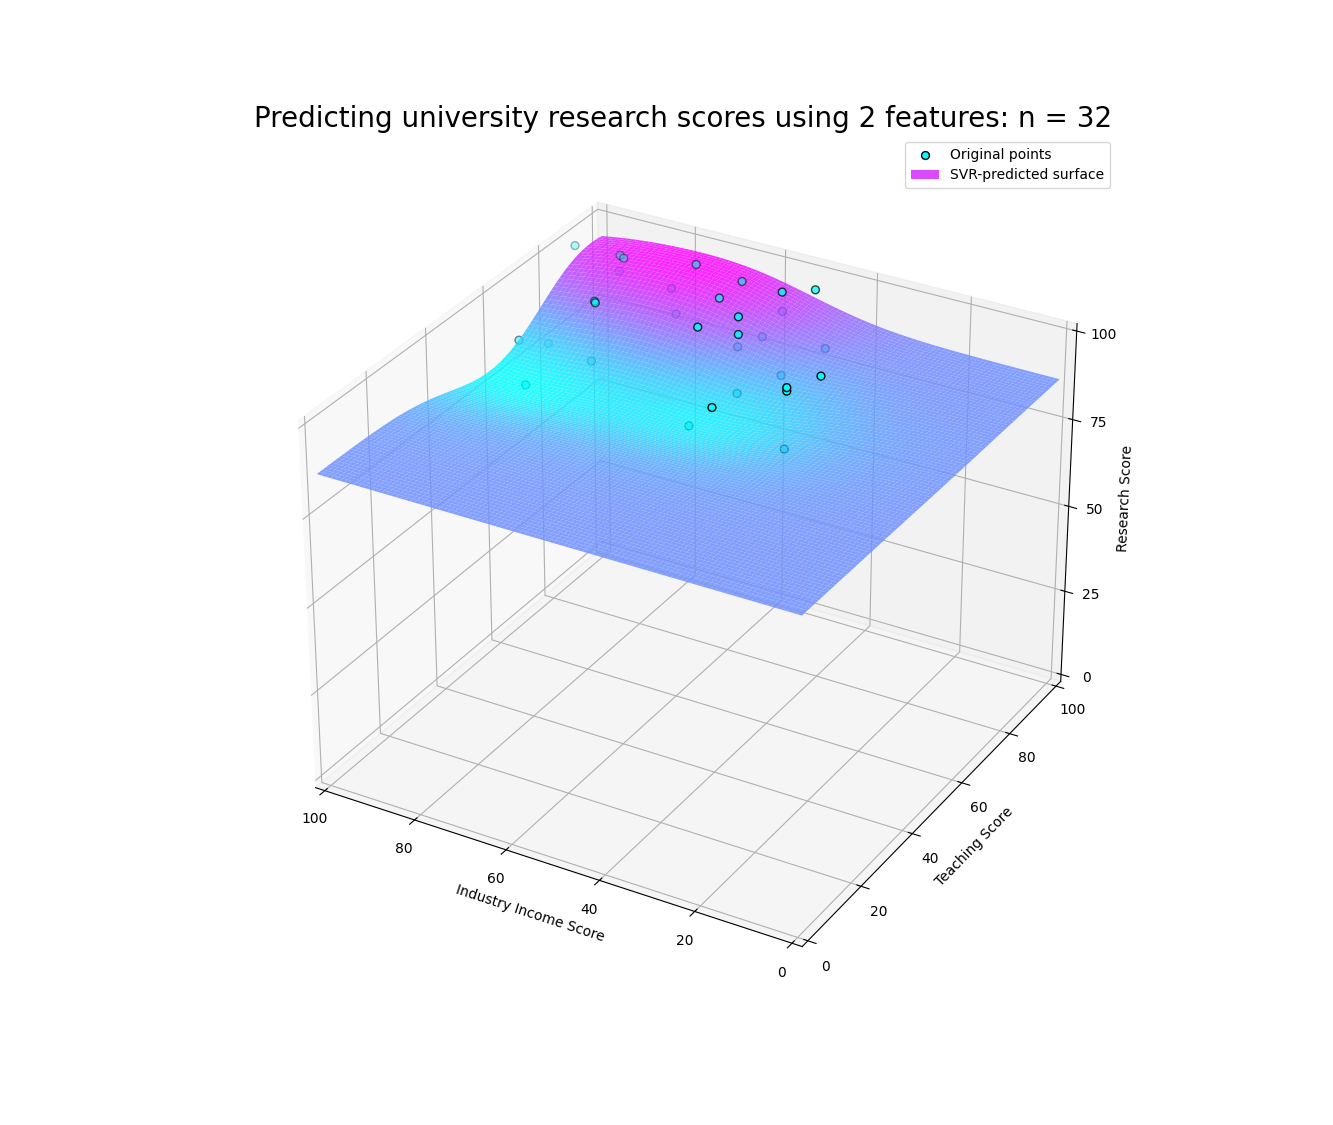 Predicting university research scores using 2 features: n = 32
Original points
SVR-predicted surface
100
75
50
25
0
Research Score
100
80
60
40
20
0
Teaching Score
100
80
60
40
20
0
Industry Income Score